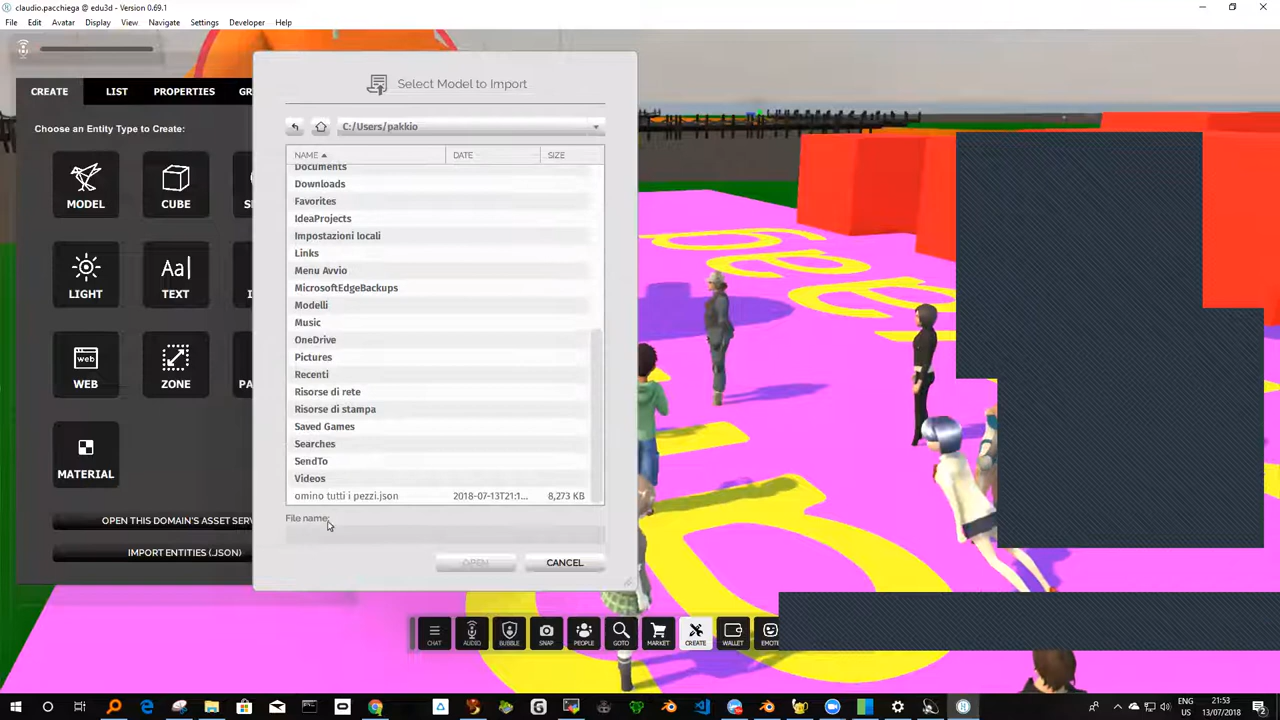 claudio.pacchiega @ edu3d - Version 0.69.1
File Edit Avatar Display View Navigate Settings Developer Help
CREATE LIST PROPERTIES
Choose an Entity Type to Create:
MODEL CUBE
LIGHT TEXT
WEB ZONE
MATERIAL
IMPORT ENTITIES (.JSON)
Select Model to Import
C:/Users/pakkio
NAME DATE SIZE
Documents
Downloads
Favorites
IdeaProjects
Impostazioni locali
Links
Menu Avvio
MicrosoftEdgeBackups
Modelli
Music
OneDrive
Pictures
Recenti
Risorse di rete
Risorse di stampa
Saved Games
Searches
SendTo
Videos
omino tutti i pezzi.json 2018-07-13T21:1... 8,273 KB
File name:
OPEN CANCEL
CHAT AUDIO BUBBLE SNAP PEOPLE GOTO MARKET CREATE WALLET
ENG 21:53
US 13/07/2018